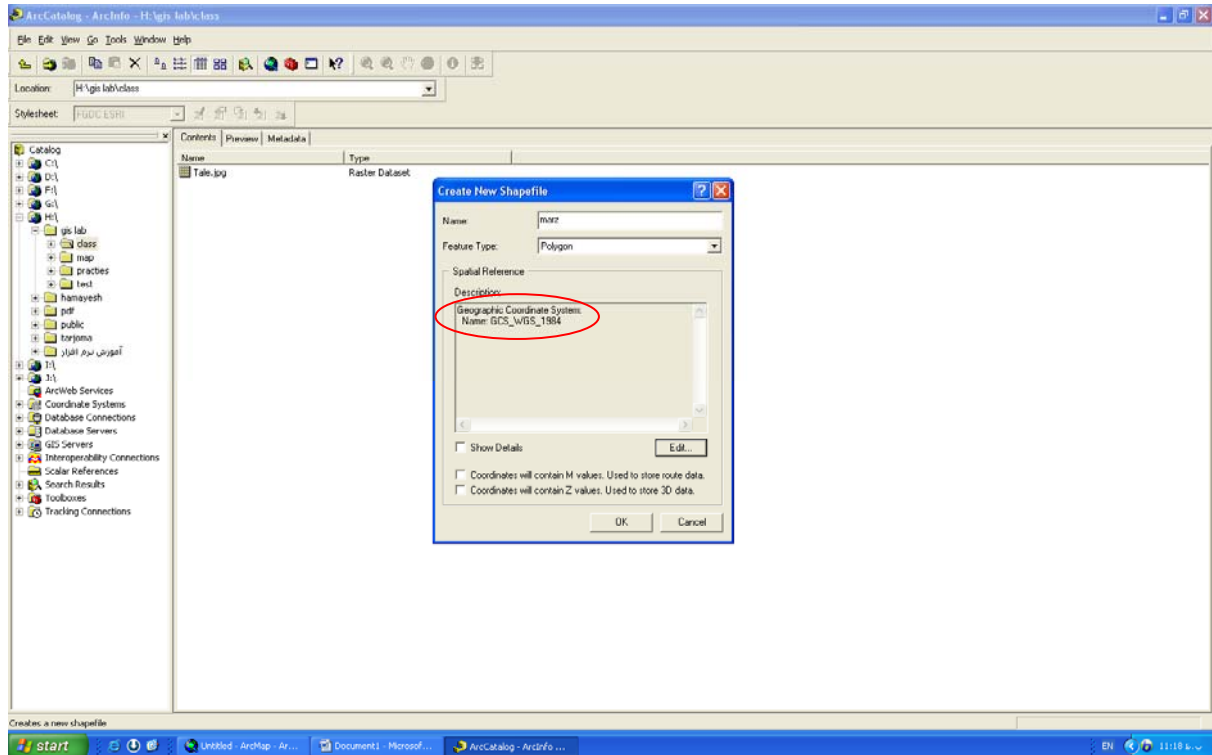 ArcCatalog - ArcInfo - H:\gis lab\class
File Edit View Go Tools Window Help
Location: H:\gis lab\class
Stylesheet: FGDC ESRI
Contents Preview Metadata
Name Type
Tale.jpg Raster Dataset
Catalog
C:\
D:\
F:\
G:\
H:\
gis lab
class
map
practies
test
hamayesh
pdf
public
tarjoma
آموزش نرم افزار
I:\
J:\
ArcWeb Services
Coordinate Systems
Database Connections
Database Servers
GIS Servers
Interoperability Connections
Scalar References
Search Results
Toolboxes
Tracking Connections
Create New Shapefile
Name: marz
Feature Type: Polygon
Spatial Reference
Description:
Geographic Coordinate System:
Name: GCS_WGS_1984
Show Details
Edit...
Coordinates will contain M values. Used to store route data.
Coordinates will contain Z values. Used to store 3D data.
OK Cancel
Creates a new shapefile
start
Untitled - ArcMap - Ar...
Document1 - Microsof...
ArcCatalog - ArcInfo ...
EN